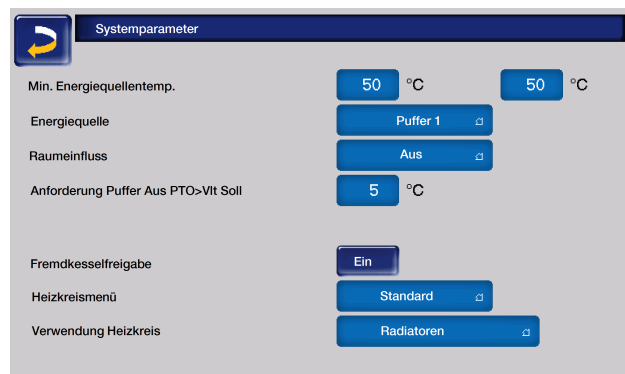 Systemparameter
Min. Energiequellentemp. 50 °C 50 °C
Energiequelle Puffer 1
Raumeinfluss Aus
Anforderung Puffer Aus PTO>Vlt Soll 5 °C
Fremdkesselfreigabe Ein
Heizkreismenü Standard
Verwendung Heizkreis Radiatoren